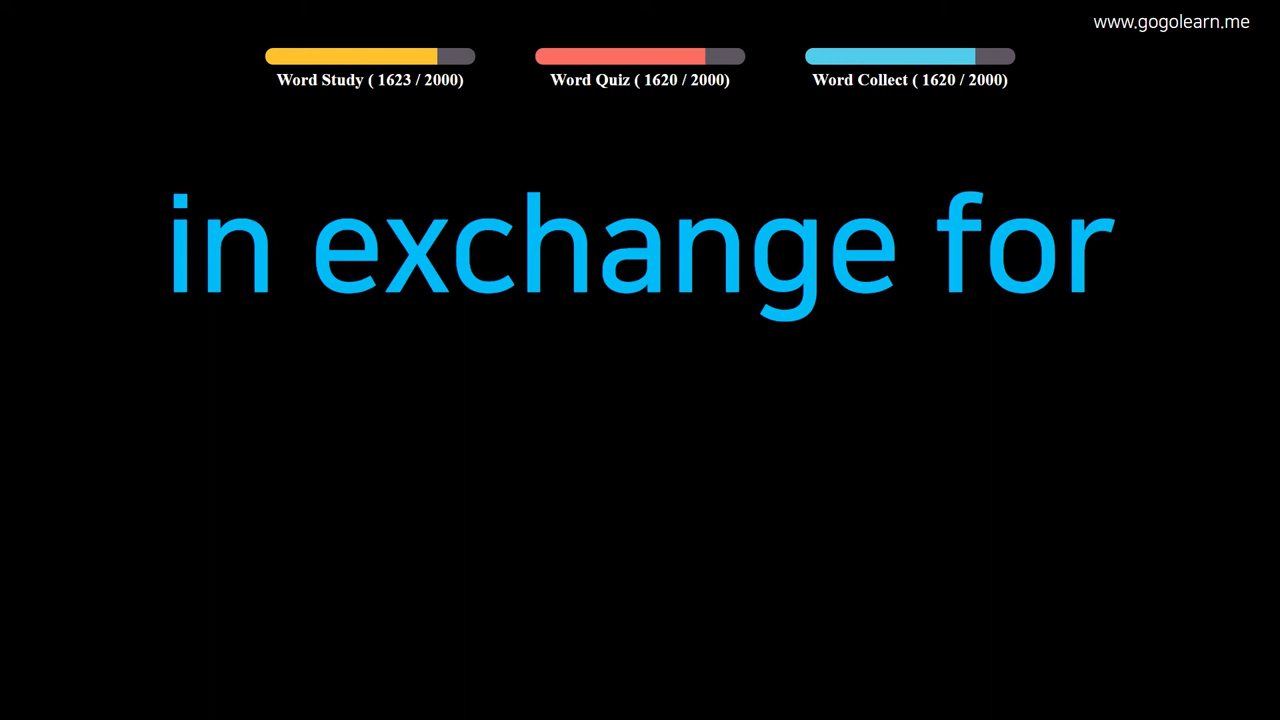 www.gogolearn.me
Word Study ( 1623 / 2000)
Word Quiz ( 1620 / 2000)
Word Collect ( 1620 / 2000)
in exchange for